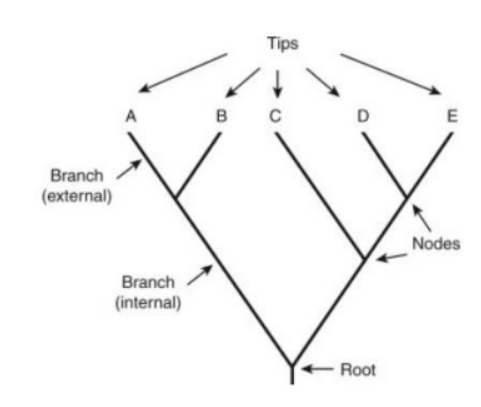 Tips
A B C D E
Branch
(external)
Nodes
Branch
(internal)
Root